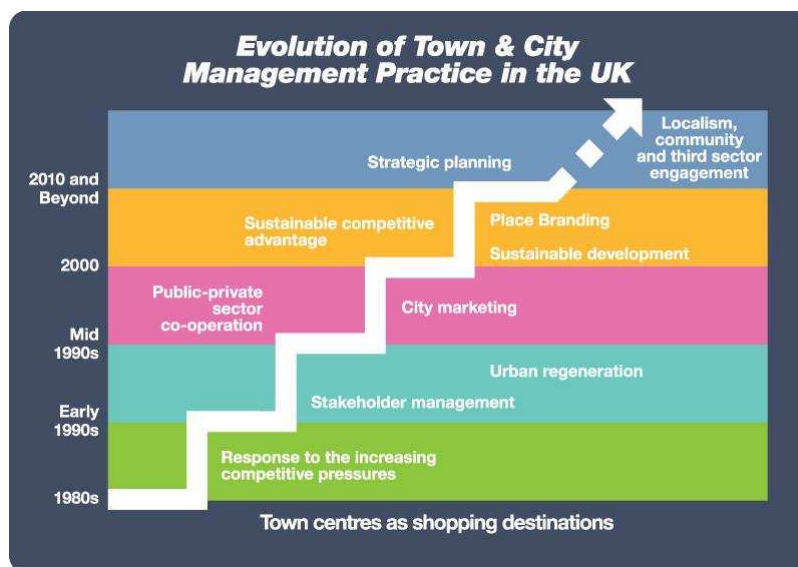 Evolution of Town & City
Management Practice in the UK
Localism,
community
and third sector
engagement
Strategic planning
2010 and
Beyond
Sustainable competitive
advantage
Place Branding
Sustainable development
2000
Public-private
sector
co-operation
City marketing
Mid
1990s
Urban regeneration
Stakeholder management
Early
1990s
Response to the increasing
competitive pressures
1980s
Town centres as shopping destinations